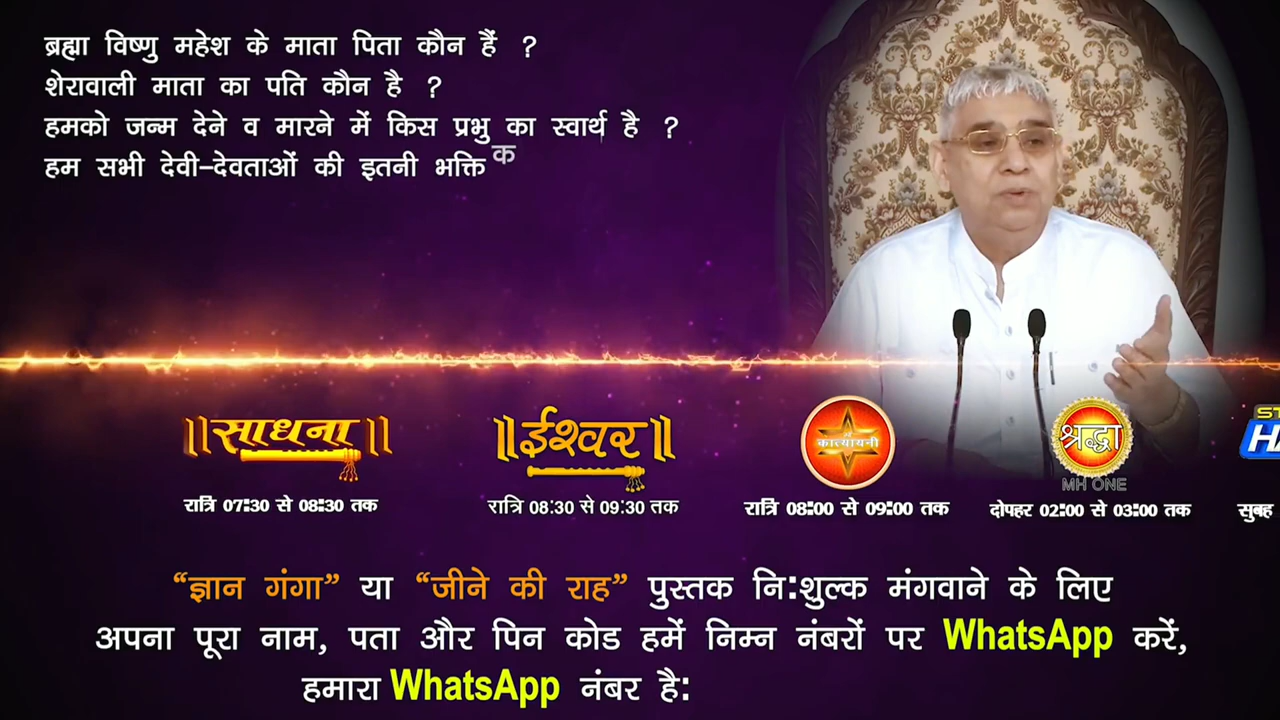 ब्रह्मा विष्णु महेश के माता पिता कौन हैं ?
शेरावाली माता का पति कौन है ?
हमको जन्म देने व मारने में किस प्रभु का स्वार्थ है ?
हम सभी देवी-देवताओं की इतनी भक्ति क
॥साधना॥
रात्रि 07:30 से 08:30 तक
॥ईश्वर॥
रात्रि 08:30 से 09:30 तक
कात्यायनी
रात्रि 08:00 से 09:00 तक
श्रद्धा
MH ONE
दोपहर 02:00 से 03:00 तक
सुबह
“ज्ञान गंगा” या “जीने की राह” पुस्तक नि:शुल्क मंगवाने के लिए
अपना पूरा नाम, पता और पिन कोड हमें निम्न नंबरों पर WhatsApp करें,
हमारा WhatsApp नंबर है: